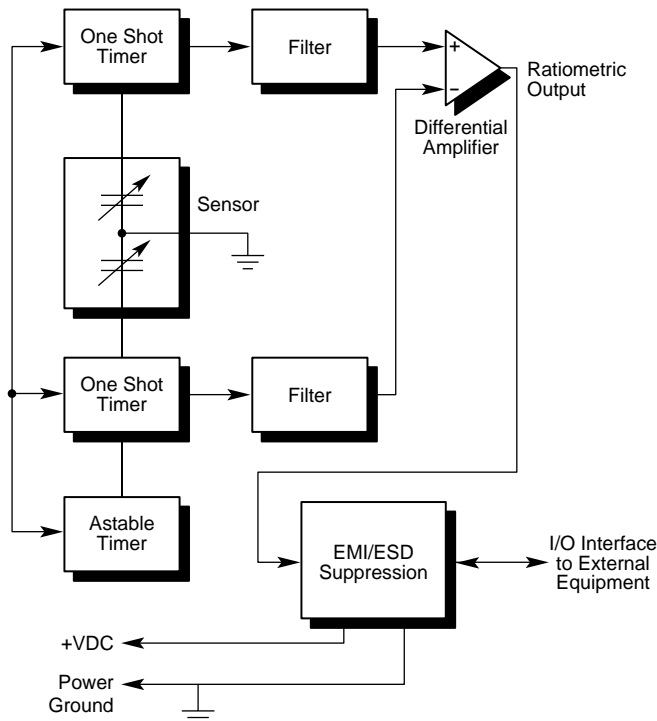 One Shot
Timer
Filter
+
-
Ratiometric
Output
Differential
Amplifier
Sensor
One Shot
Timer
Filter
Astable
Timer
EMI/ESD
Suppression
I/O Interface
to External
Equipment
+VDC
Power
Ground